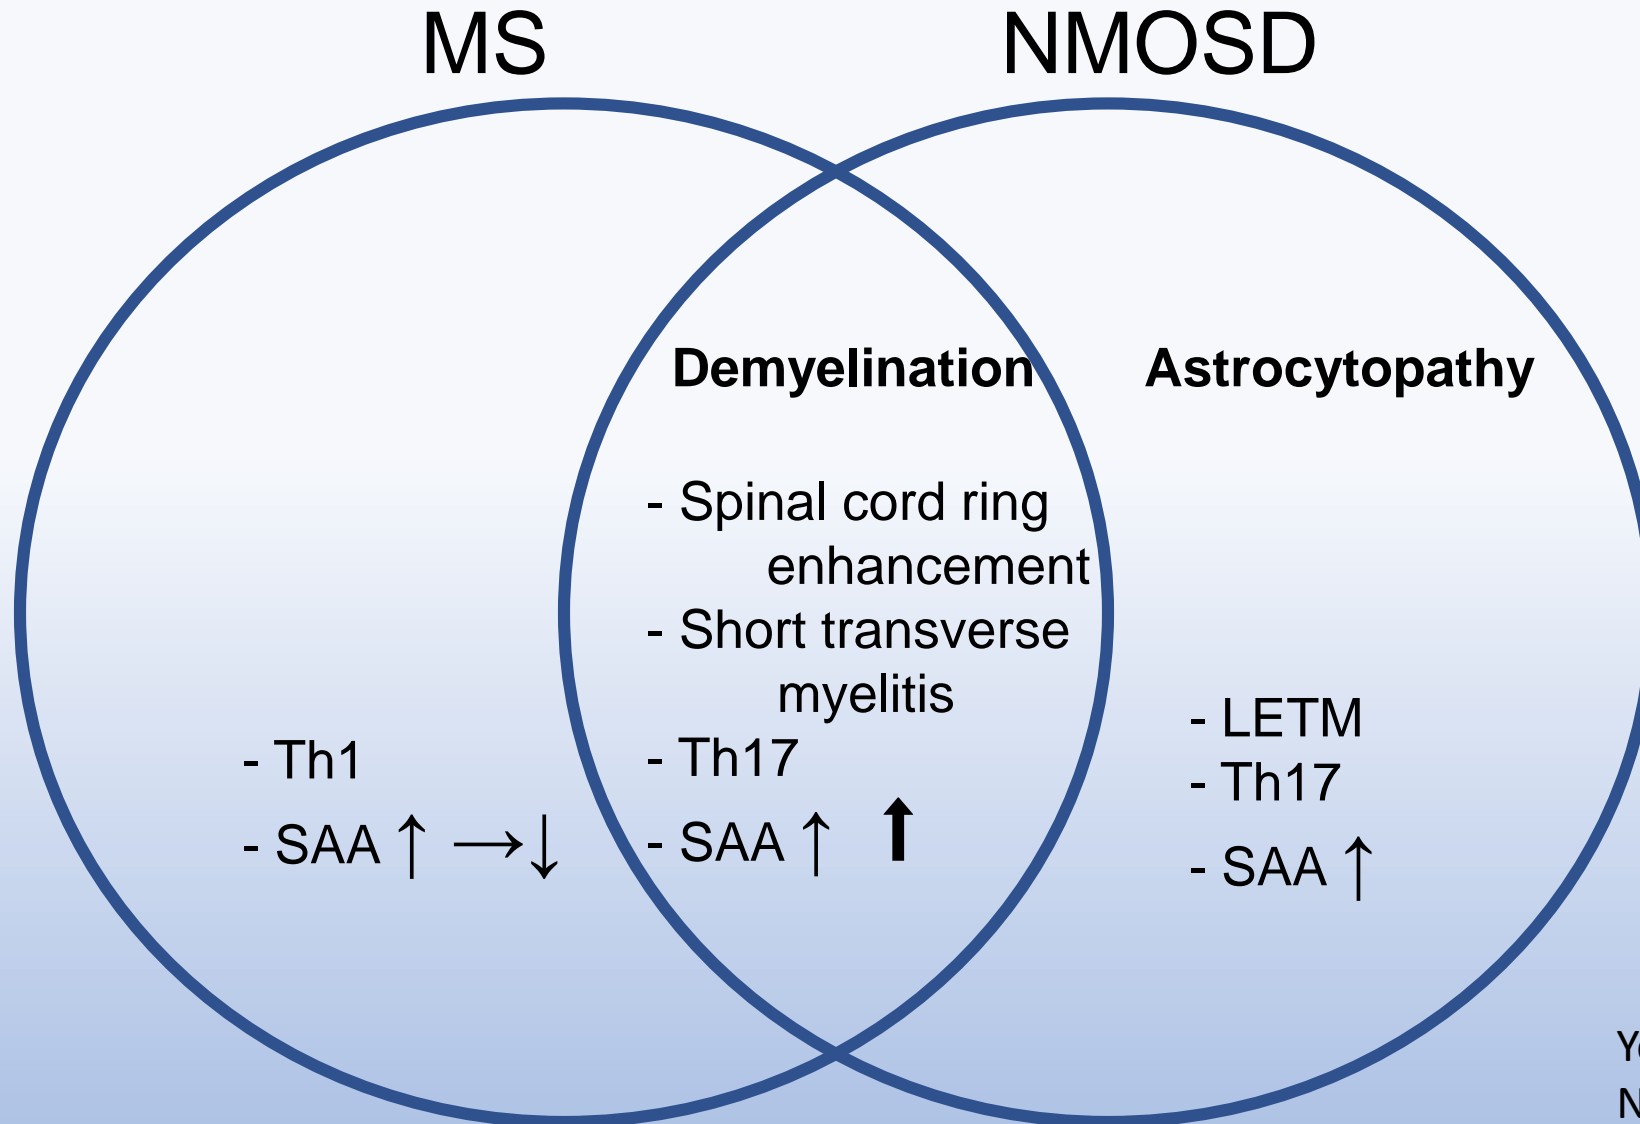 MS
NMOSD
Demyelination
- Spinal cord ring
enhancement
- Short transverse
myelitis
- Th17
- SAA ↑ ⬆
Astrocytopathy
- LETM
- Th17
- SAA ↑
- Th1
- SAA ↑ →↓